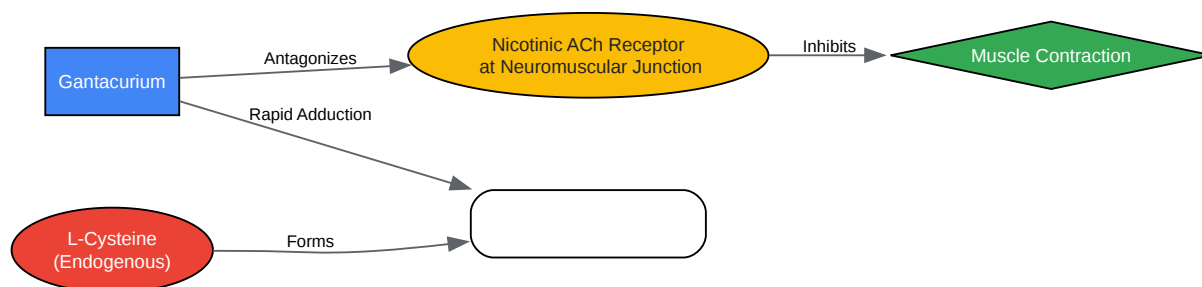 Gantacurium
Antagonizes
Nicotinic ACh Receptor
at Neuromuscular Junction
Inhibits
Muscle Contraction
Rapid Adduction
L-Cysteine
(Endogenous)
Forms